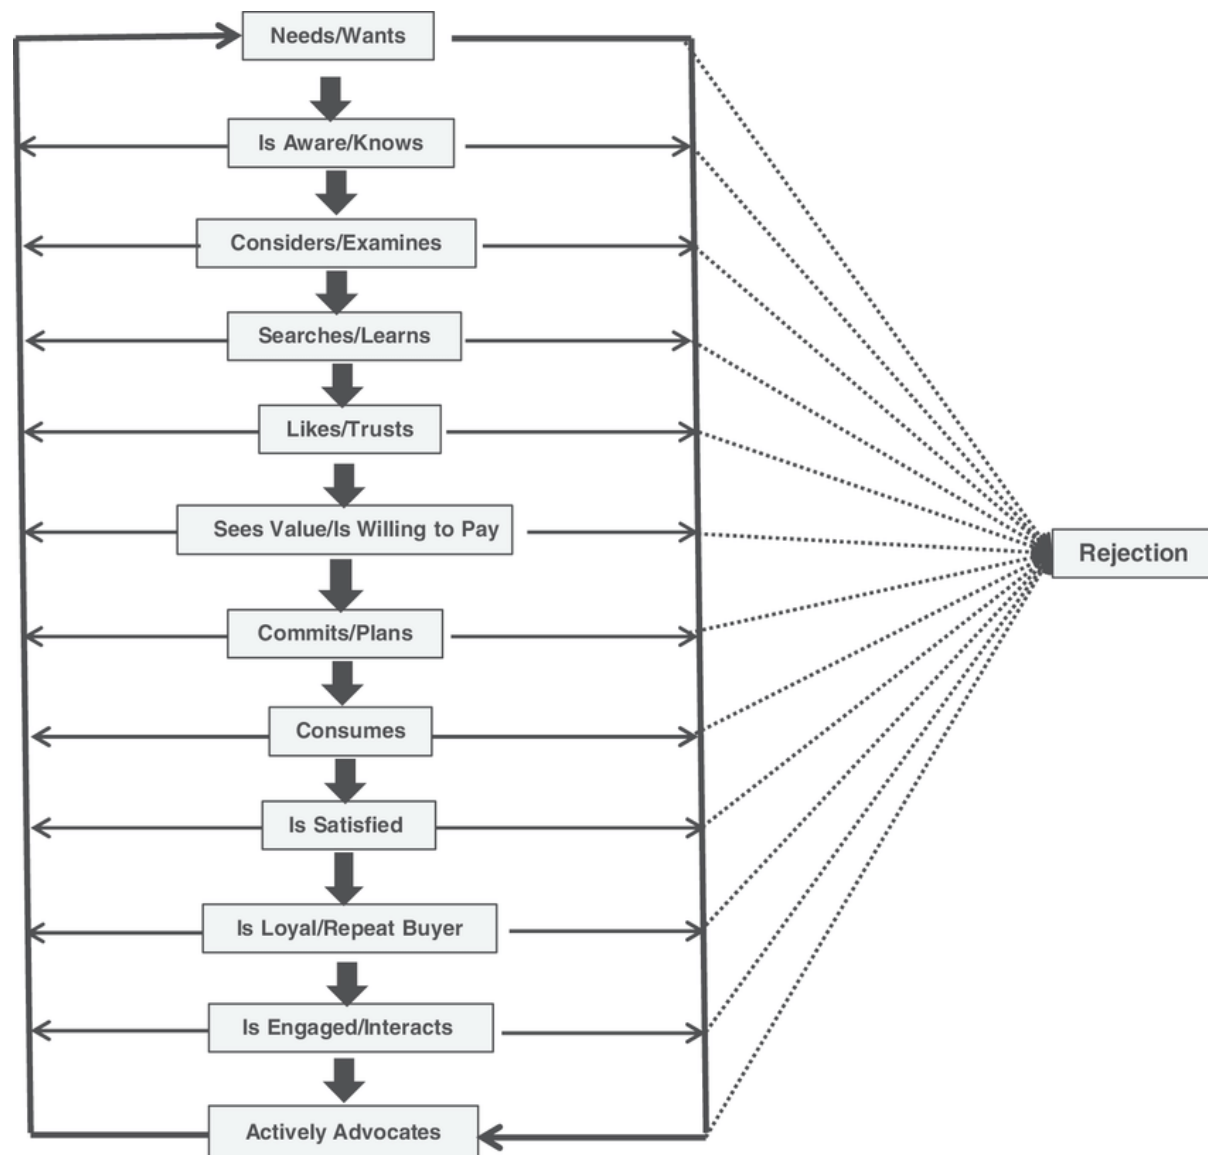 Needs/Wants
Is Aware/Knows
Considers/Examines
Searches/Learns
Likes/Trusts
Sees Value/Is Willing to Pay
Rejection
Commits/Plans
Consumes
Is Satisfied
Is Loyal/Repeat Buyer
Is Engaged/Interacts
Actively Advocates